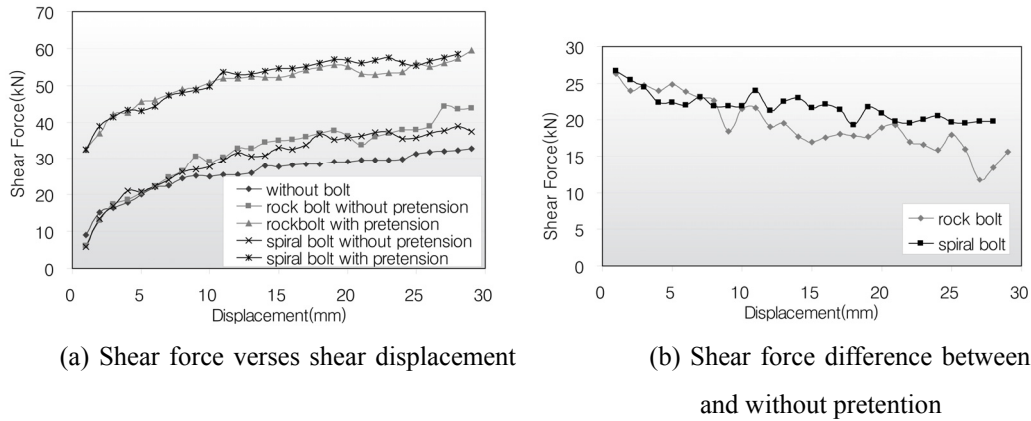 70
60
50
40
30
20
10
0
Shear Force(kN)
without bolt
rock bolt without pretension
rockbolt with pretension
spiral bolt without pretension
spiral bolt with pretension
0 5 10 15 20 25 30
Displacement(mm)
(a) Shear force verses shear displacement
30
25
20
15
10
5
0
Shear Force(kN)
rock bolt
spiral bolt
0 5 10 15 20 25 30
Displacement(mm)
(b) Shear force difference between
and without pretention